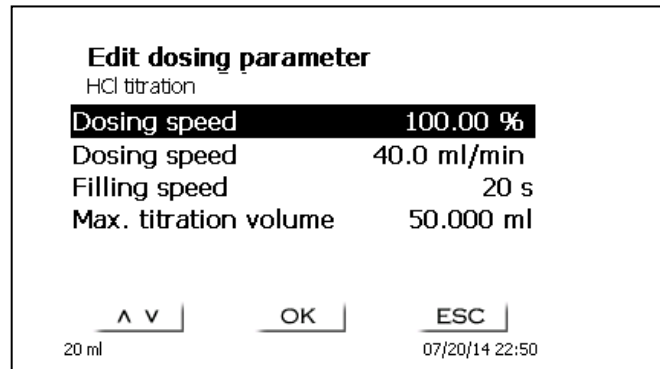 Edit dosing parameter
HCl titration
Dosing speed 100.00 %
Dosing speed 40.0 ml/min
Filling speed 20 s
Max. titration volume 50.000 ml
∧ ∨ OK ESC
20 ml 07/20/14 22:50